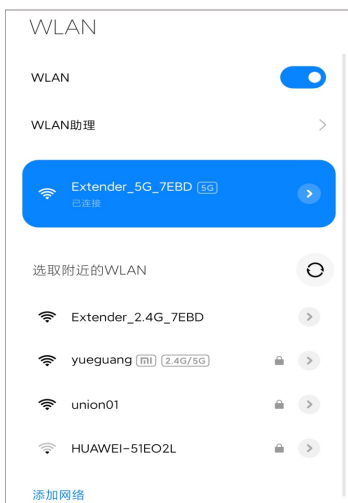 WLAN
WLAN
WLAN助理
Extender_5G_7EBD 5G
已连接
选取附近的WLAN
Extender_2.4G_7EBD
yueguang MI 2.4G/5G
union01
HUAWEI-51EO2L
添加网络